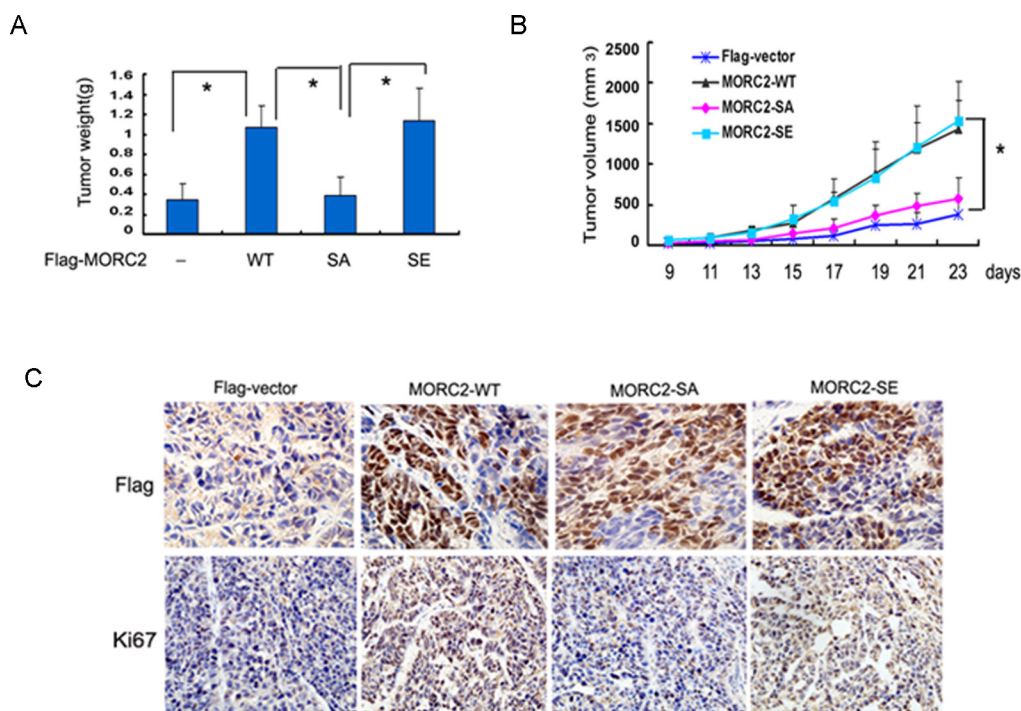 A
Tumor weight(g)
1.6
1.4
1.2
1
0.8
0.6
0.4
0.2
0
* * *
Flag-MORC2 – WT SA SE
B
Tumor volume (mm 3)
2500
2000
1500
1000
500
0
Flag-vector
MORC2-WT
MORC2-SA
MORC2-SE
*
9 11 13 15 17 19 21 23 days
C
Flag-vector MORC2-WT MORC2-SA MORC2-SE
Flag
Ki67